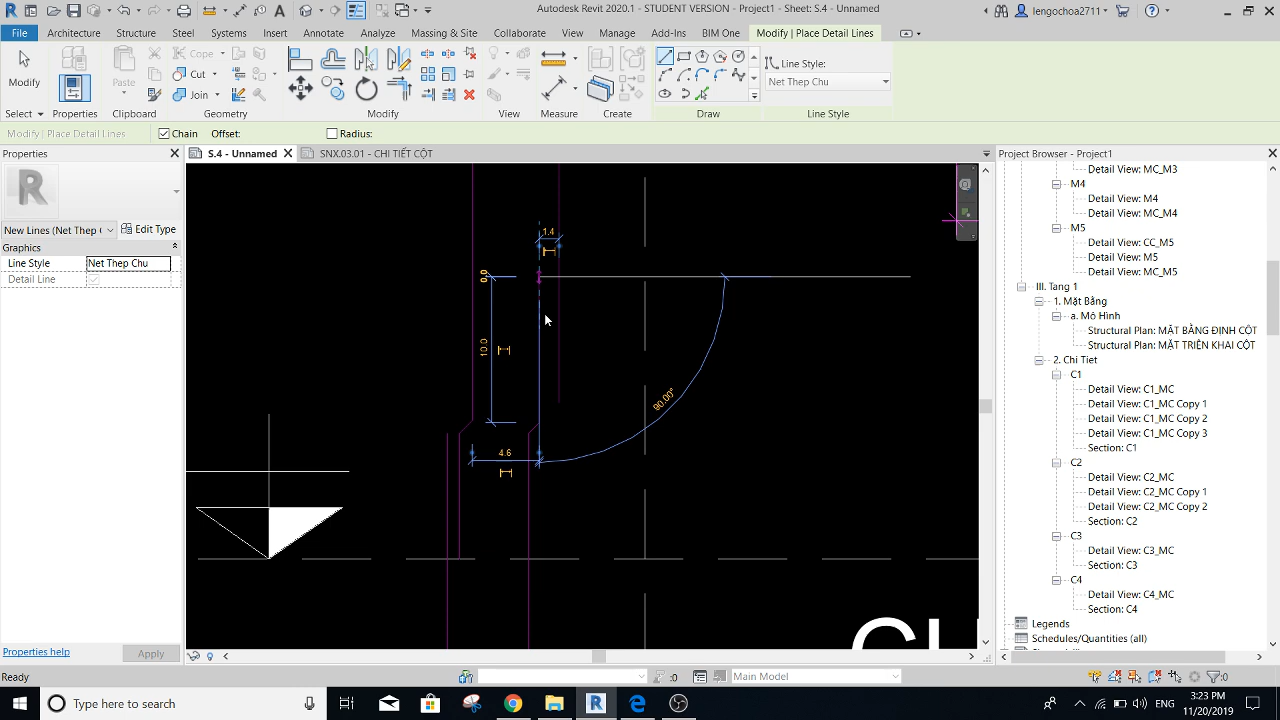 Autodesk Revit 2020.1 - STUDENT VERSION - Project1 - Sheet: S.4 - Unnamed
lengochoa2711
File Architecture Structure Steel Systems Insert Annotate Analyze Massing & Site Collaborate View Manage Add-Ins BIM One Modify | Place Detail Lines
Modify
Paste
Cope
Cut
Join
Line Style:
Net Thep Chu
Select Properties Clipboard Geometry Modify View Measure Create Draw Line Style
Modify | Place Detail Lines Chain Offset: Radius:
Properties
S.4 - Unnamed
SNX.03.01 - CHI TIẾT CỘT
Project Browser - Project1
New Lines (Net Thep
Edit Type
Graphics
Line Style Net Thep Chu
Detail Line
Properties help
Apply
1.4
0.0
10.0
90.00°
4.6
Detail View: MC_M3
M4
Detail View: M4
Detail View: MC_M4
M5
Detail View: CC_M5
Detail View: M5
Detail View: MC_M5
III. Tang 1
1. Mặt Bằng
a. Mô Hình
Structural Plan: MẶT BẰNG ĐỊNH CỘT
Structural Plan: MẶT TRIỂN KHAI CỘT
2. Chi Tiet
C1
Detail View: C1_MC
Detail View: C1_MC Copy 1
Detail View: C1_MC Copy 2
Detail View: C1_MC Copy 3
Section: C1
C2
Detail View: C2_MC
Detail View: C2_MC Copy 1
Detail View: C2_MC Copy 2
Section: C2
C3
Detail View: C3_MC
Section: C3
C4
Detail View: C4_MC
Section: C4
Legends
Schedules/Quantities (all)
Ready
:0
Main Model
:0
Type here to search
ENG
3:23 PM
11/20/2019